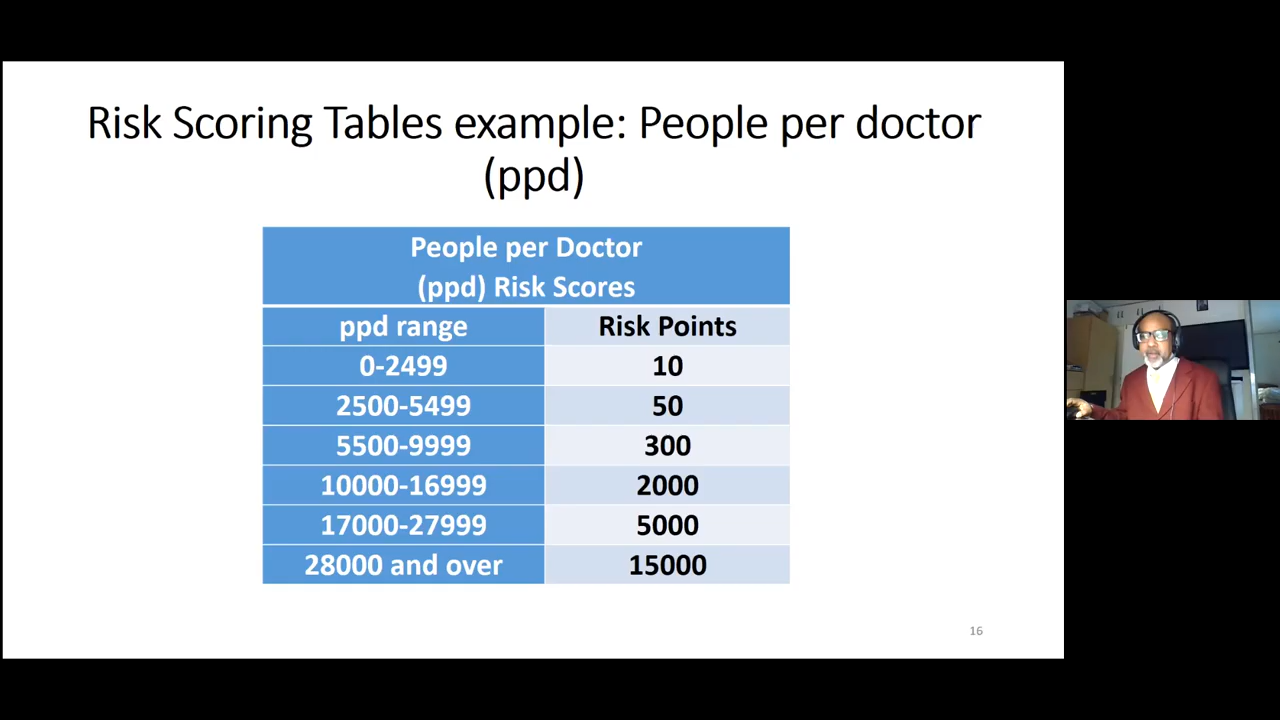 Risk Scoring Tables example: People per doctor
(ppd)
People per Doctor
(ppd) Risk Scores
ppd range Risk Points
0-2499 10
2500-5499 50
5500-9999 300
10000-16999 2000
17000-27999 5000
28000 and over 15000
16